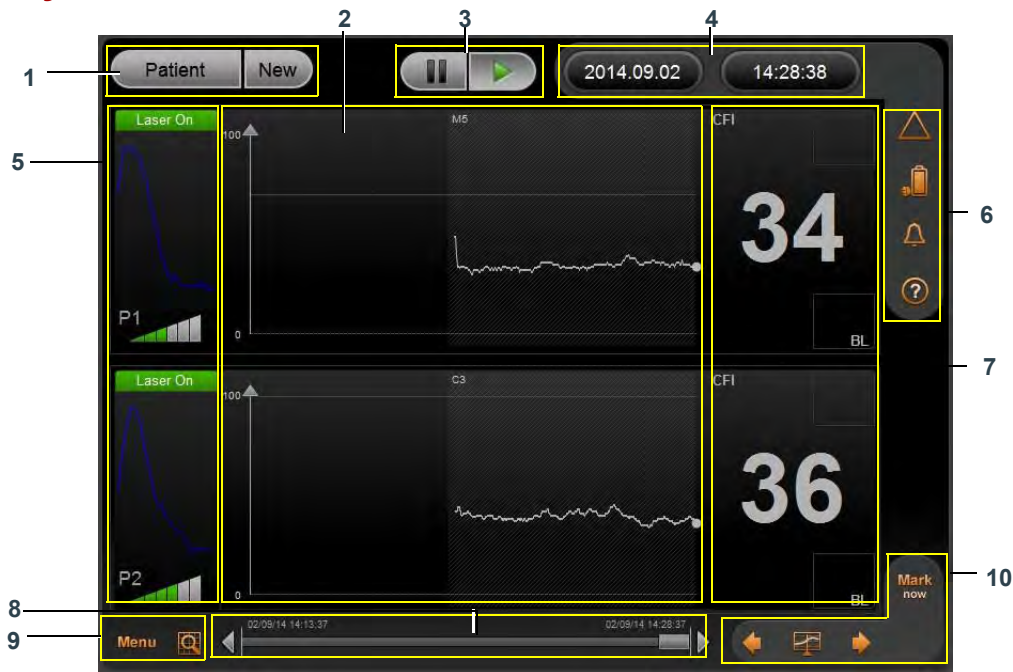 1 2 3 4
Patient New 2014.09.02 14:28:38
5 Laser On 100 M5 CFI
34
6
P1 0 BL
7
Laser On 100 C3 CFI
36
P2 0 BL
10
Mark
now
8 02/09/14 14:13:37 02/09/14 14:28:37
9 Menu ?